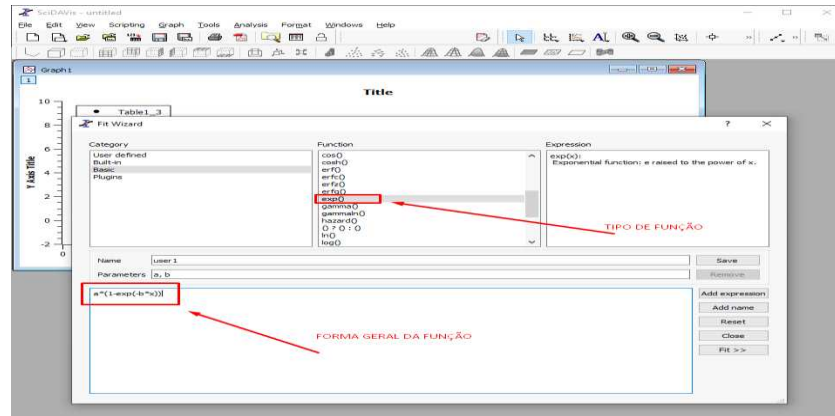 SciDAVis - untitled
File Edit View Scripting Graph Tools Analysis Format Windows Help
Graph1
1
Title
10
8
6
4
2
0
-2
0
Y Axis Title
Table1_3
Fit Wizard
Category
User defined
Built-in
Basic
Plugins
Function
cos()
cosh()
erf()
erfc()
erfz()
erfq()
exp()
gamma()
gammaln()
hazard()
() ? () : ()
ln()
log()
Expression
exp(x):
Exponential function: e raised to the power of x.
TIPO DE FUNÇÃO
Name user1
Save
Parameters a, b
Remove
a*(1-exp(-b*x))
FORMA GERAL DA FUNÇÃO
Add expression
Add name
Reset
Close
Fit >>